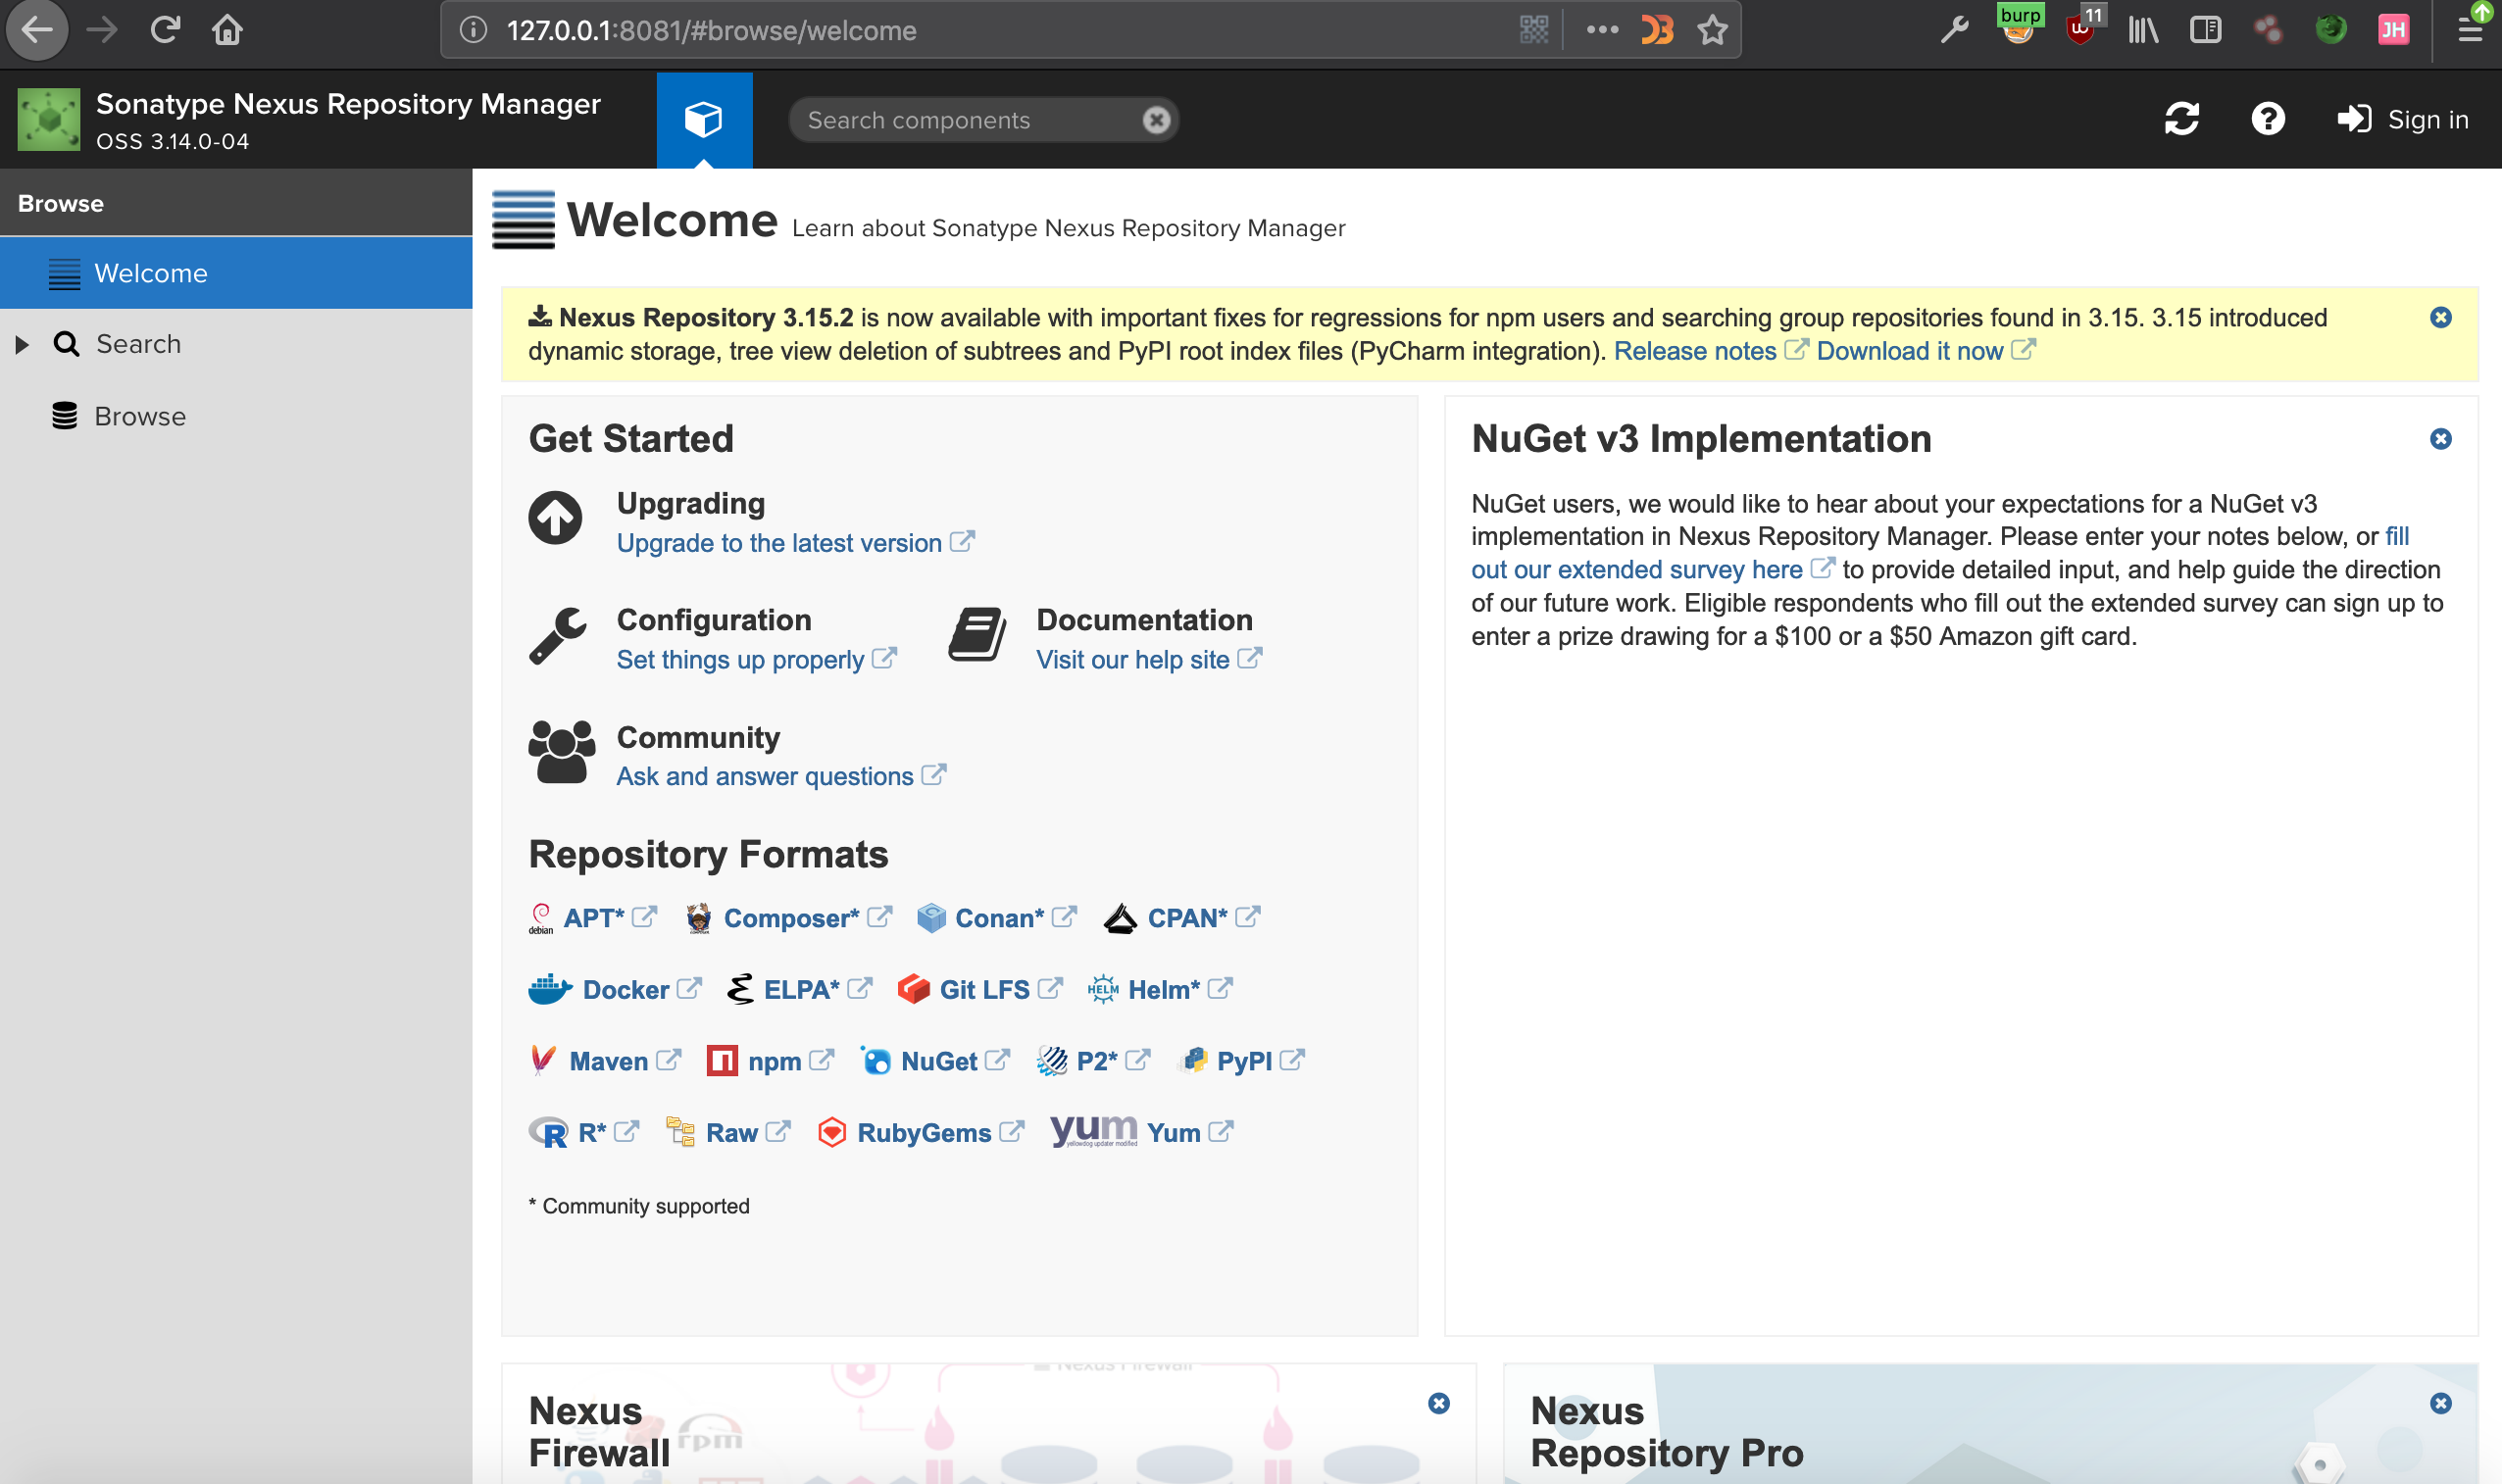 127.0.0.1:8081/#browse/welcome
burp
11
JH
Sonatype Nexus Repository Manager
OSS 3.14.0-04
Search components
Sign in
Browse
Welcome
Search
Browse
Welcome Learn about Sonatype Nexus Repository Manager
Nexus Repository 3.15.2 is now available with important fixes for regressions for npm users and searching group repositories found in 3.15. 3.15 introduced
dynamic storage, tree view deletion of subtrees and PyPI root index files (PyCharm integration). Release notes Download it now
Get Started
Upgrading
Upgrade to the latest version
Configuration
Set things up properly
Documentation
Visit our help site
Community
Ask and answer questions
Repository Formats
debian APT* Composer* Conan* CPAN*
Docker ELPA* Git LFS HELM Helm*
Maven npm NuGet P2* PyPI
R* Raw RubyGems yum yellowdog updater modified Yum
* Community supported
NuGet v3 Implementation
NuGet users, we would like to hear about your expectations for a NuGet v3
implementation in Nexus Repository Manager. Please enter your notes below, or fill
out our extended survey here to provide detailed input, and help guide the direction
of our future work. Eligible respondents who fill out the extended survey can sign up to
enter a prize drawing for a $100 or a $50 Amazon gift card.
Nexus Firewall
Nexus
Firewall
rpm
Nexus
Repository Pro